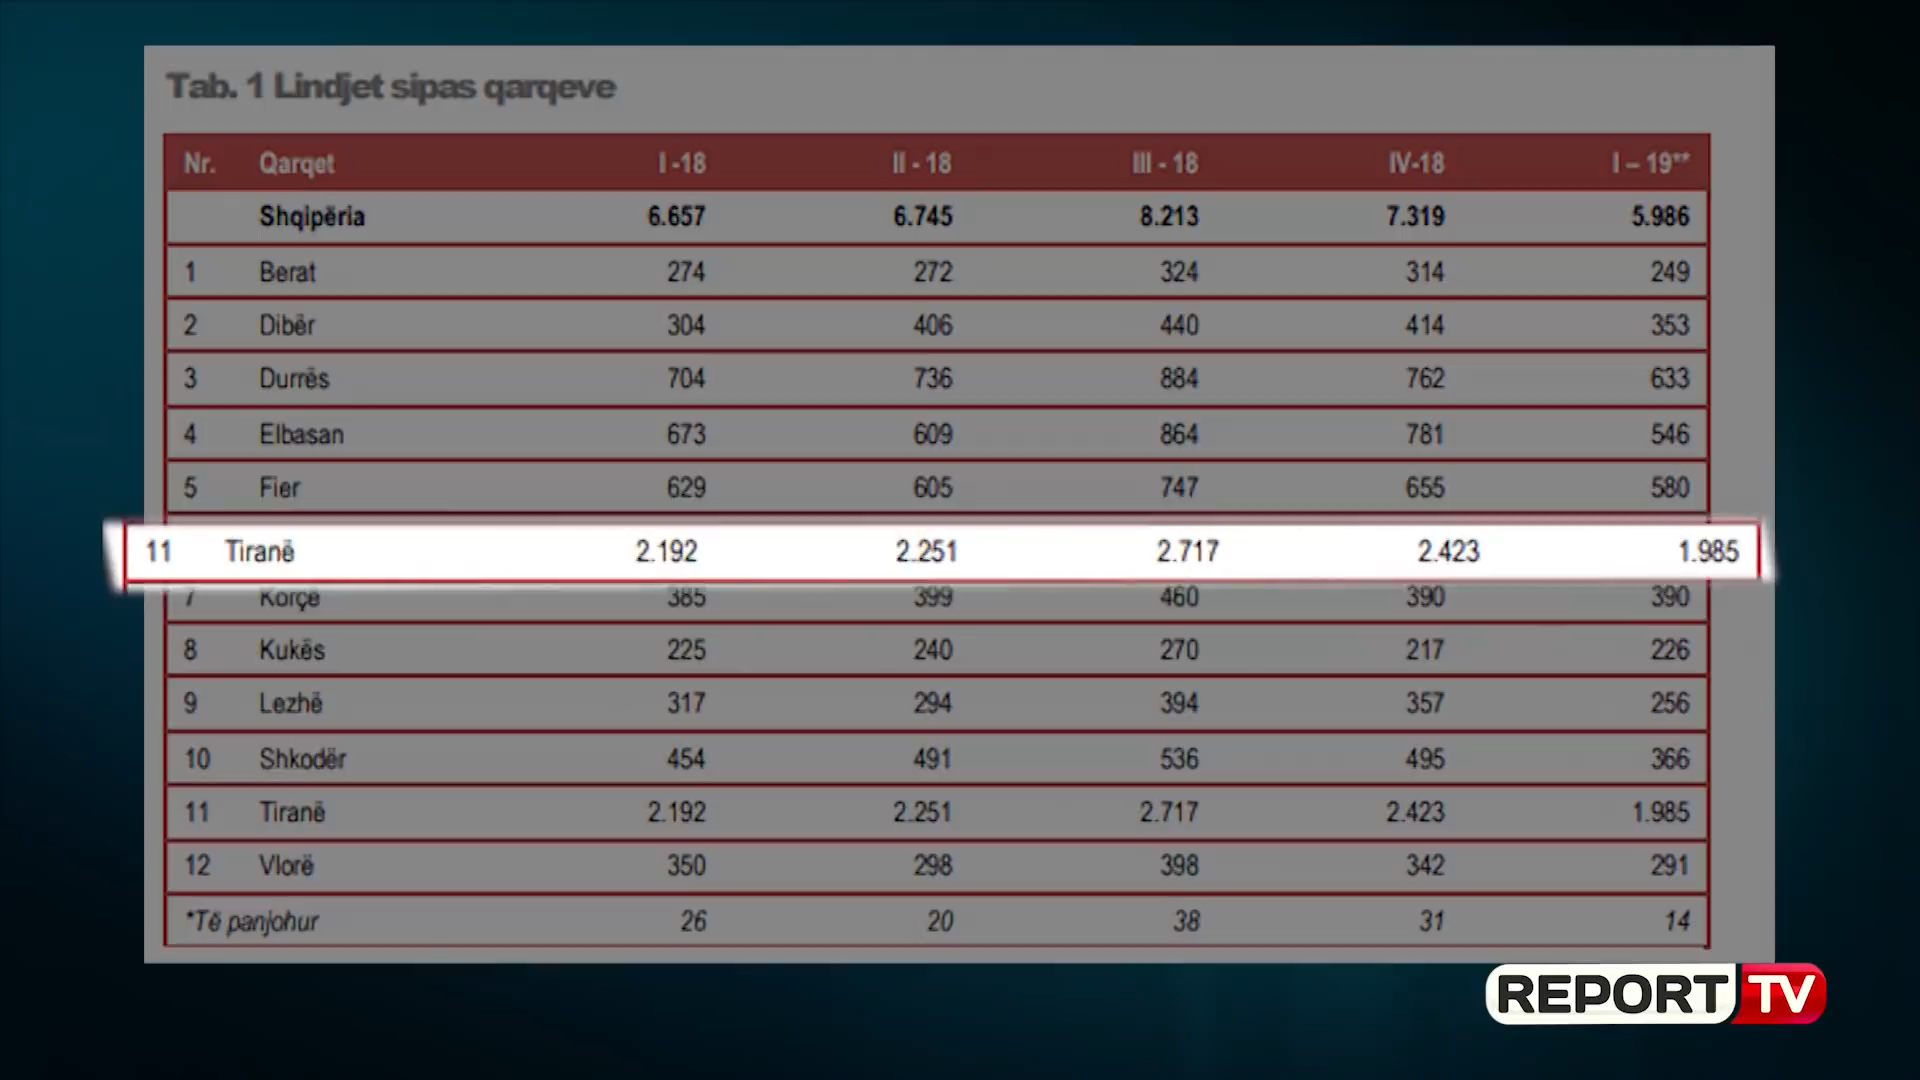 Tab. 1 Lindjet sipas qarqeve
Nr. Qarqet I -18 II - 18 III - 18 IV-18 I – 19**
Shqipëria 6.657 6.745 8.213 7.319 5.986
1 Berat 274 272 324 314 249
2 Dibër 304 406 440 414 353
3 Durrës 704 736 884 762 633
4 Elbasan 673 609 864 781 546
5 Fier 629 605 747 655 580
11 Tiranë 2.192 2.251 2.717 2.423 1.985
7 Korçë 385 399 460 390 390
8 Kukës 225 240 270 217 226
9 Lezhë 317 294 394 357 256
10 Shkodër 454 491 536 495 366
11 Tiranë 2.192 2.251 2.717 2.423 1.985
12 Vlorë 350 298 398 342 291
*Të panjohur 26 20 38 31 14
REPORT TV